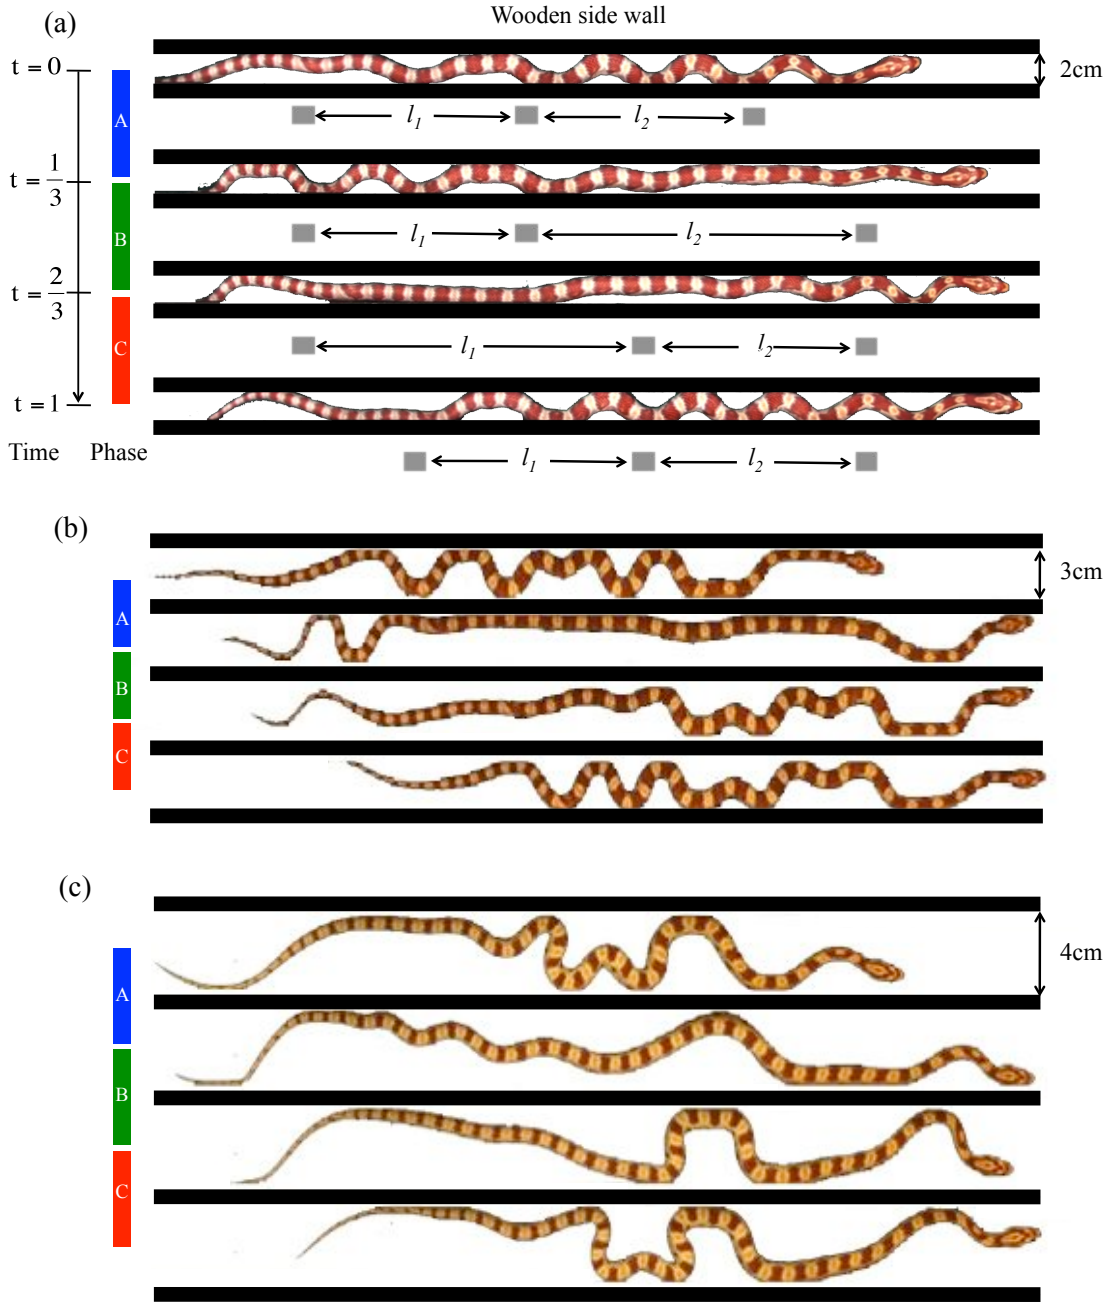 (a)
Wooden side wall
t = 0
2cm
A
l1
l2
t = 1/3
B
l1
l2
t = 2/3
C
l1
l2
t = 1
Time
Phase
l1
l2
(b)
3cm
A
B
C
(c)
4cm
A
B
C